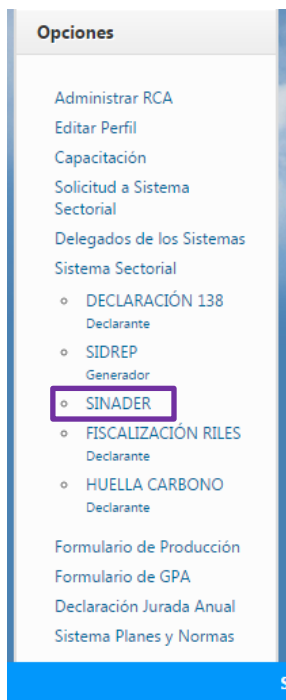 Opciones
Administrar RCA
Editar Perfil
Capacitación
Solicitud a Sistema
Sectorial
Delegados de los Sistemas
Sistema Sectorial
DECLARACIÓN 138
Declarante
SIDREP
Generador
SINADER
FISCALIZACIÓN RILES
Declarante
HUELLA CARBONO
Declarante
Formulario de Producción
Formulario de GPA
Declaración Jurada Anual
Sistema Planes y Normas
S